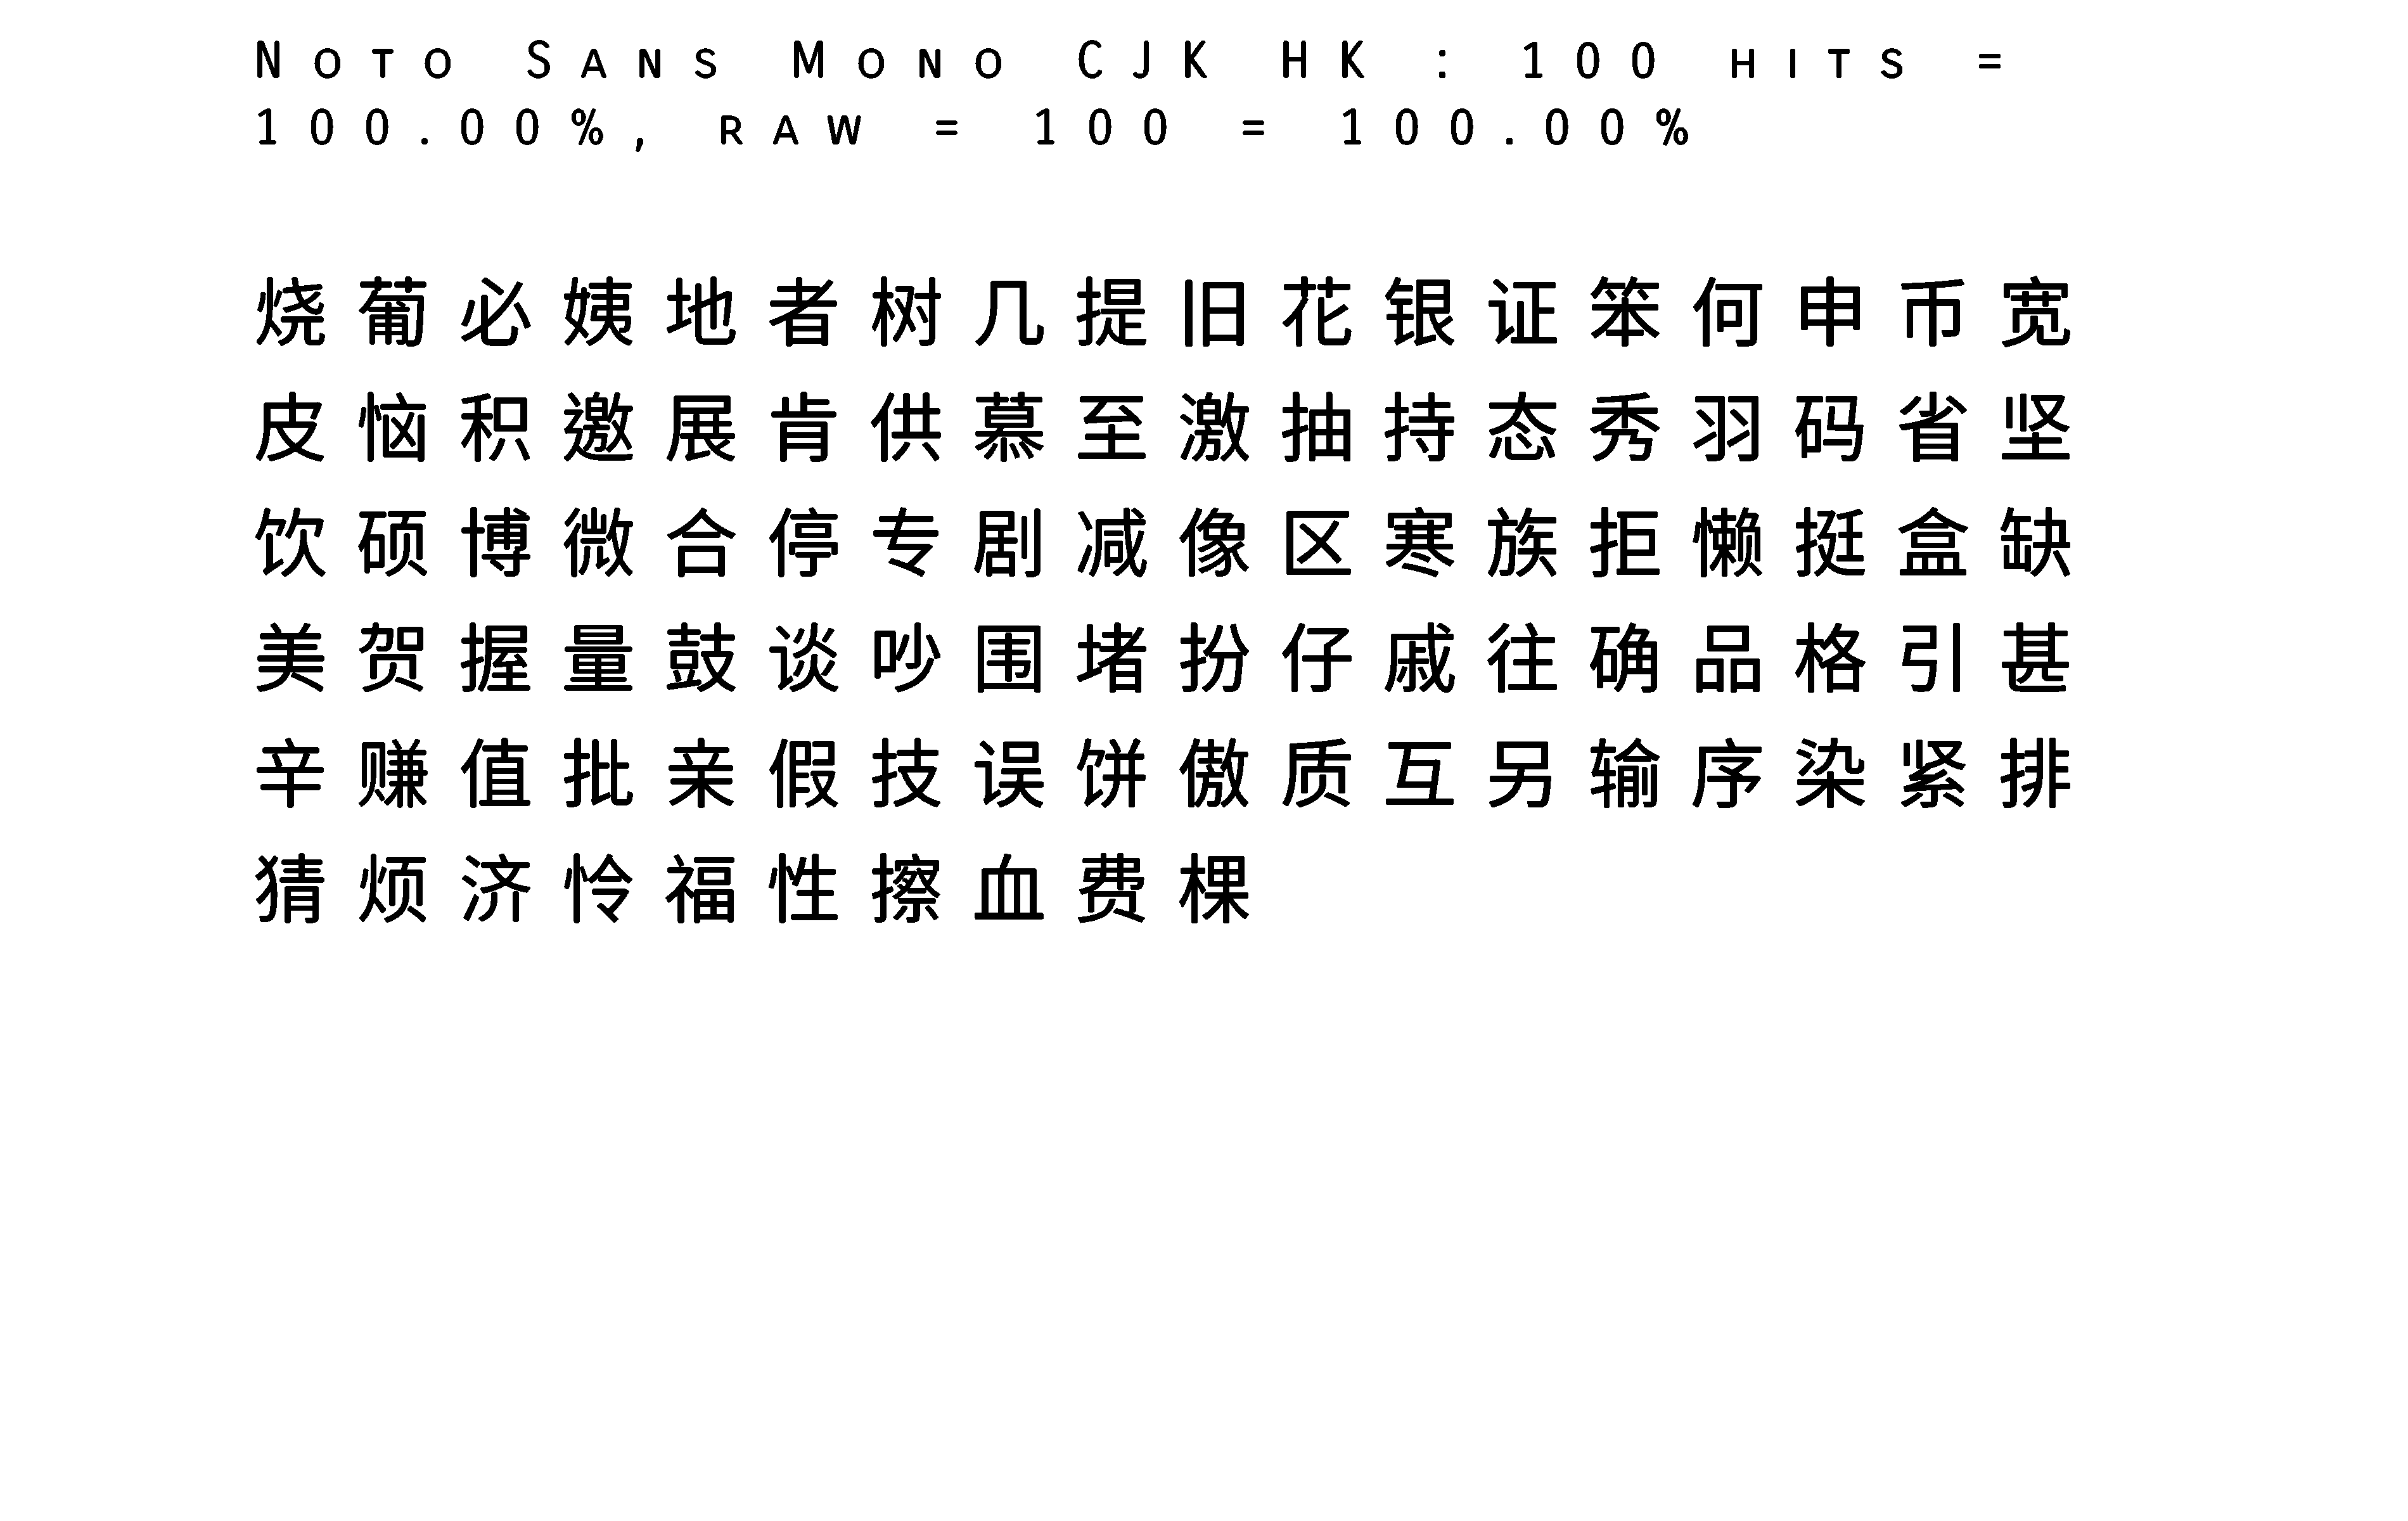 Noto Sans Mono CJK HK : 100 hits =
100.00%, raw = 100 = 100.00%
烧葡必姨地者树几提旧花银证笨何申币宽
皮恼积邀展肯供慕至激抽持态秀羽码省坚
饮硕博微合停专剧减像区寒族拒懒挺盒缺
美贺握量鼓谈吵围堵扮仔戚往确品格引甚
辛赚值批亲假技误饼傲质互另输序染紧排
猜烦济怜福性擦血费棵